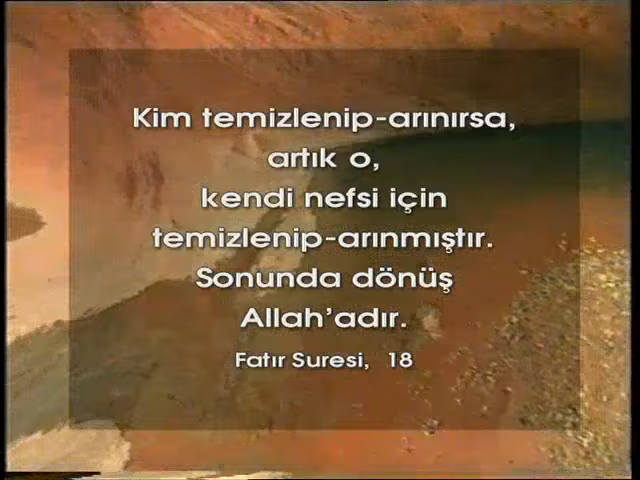 Kim temizlenip-arınırsa,
artık o,
kendi nefsi için
temizlenip-arınmıştır.
Sonunda dönüş
Allah'adır.
Fatır Suresi, 18